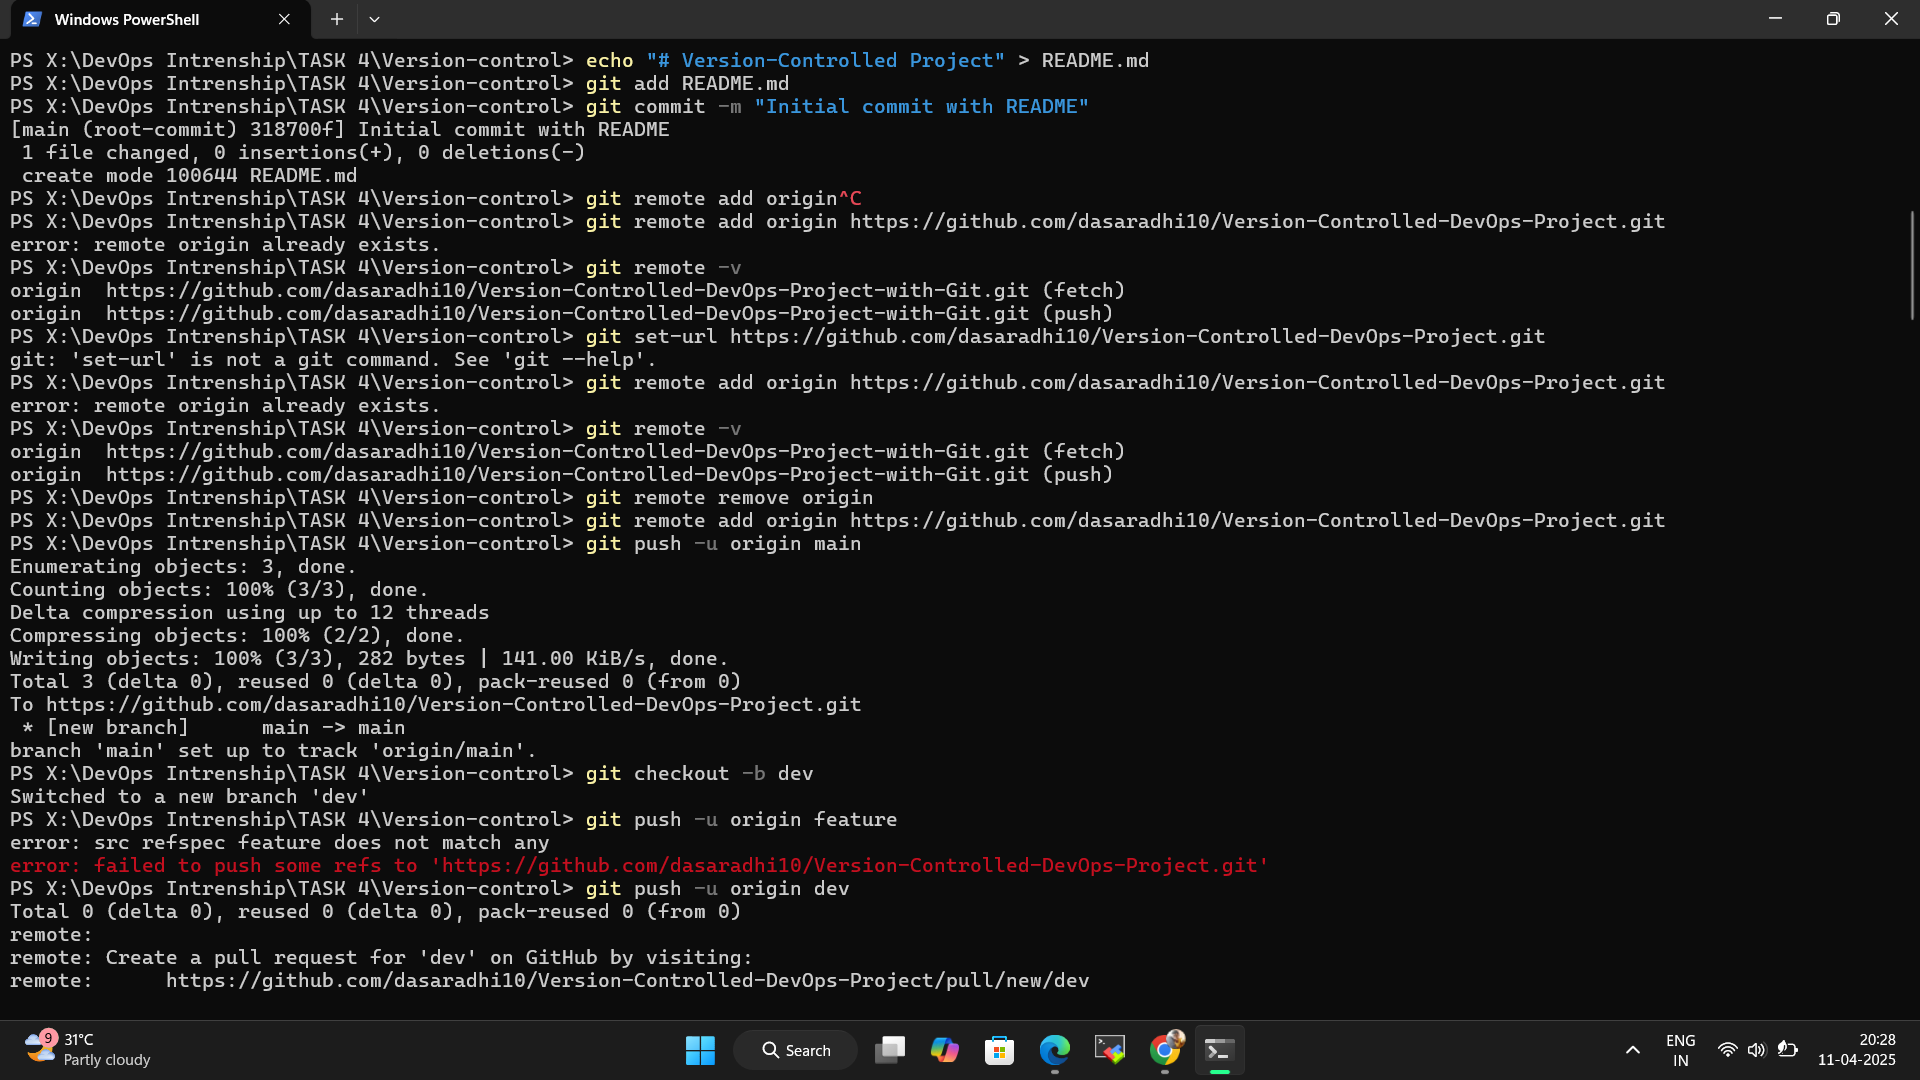 Windows PowerShell
PS X:\DevOps Intrenship\TASK 4\Version-control> echo "# Version-Controlled Project" > README.md
PS X:\DevOps Intrenship\TASK 4\Version-control> git add README.md
PS X:\DevOps Intrenship\TASK 4\Version-control> git commit -m "Initial commit with README"
[main (root-commit) 318700f] Initial commit with README
 1 file changed, 0 insertions(+), 0 deletions(-)
 create mode 100644 README.md
PS X:\DevOps Intrenship\TASK 4\Version-control> git remote add origin^C
PS X:\DevOps Intrenship\TASK 4\Version-control> git remote add origin https://github.com/dasaradhi10/Version-Controlled-DevOps-Project.git
error: remote origin already exists.
PS X:\DevOps Intrenship\TASK 4\Version-control> git remote -v
origin  https://github.com/dasaradhi10/Version-Controlled-DevOps-Project-with-Git.git (fetch)
origin  https://github.com/dasaradhi10/Version-Controlled-DevOps-Project-with-Git.git (push)
PS X:\DevOps Intrenship\TASK 4\Version-control> git set-url https://github.com/dasaradhi10/Version-Controlled-DevOps-Project.git
git: 'set-url' is not a git command. See 'git --help'.
PS X:\DevOps Intrenship\TASK 4\Version-control> git remote add origin https://github.com/dasaradhi10/Version-Controlled-DevOps-Project.git
error: remote origin already exists.
PS X:\DevOps Intrenship\TASK 4\Version-control> git remote -v
origin  https://github.com/dasaradhi10/Version-Controlled-DevOps-Project-with-Git.git (fetch)
origin  https://github.com/dasaradhi10/Version-Controlled-DevOps-Project-with-Git.git (push)
PS X:\DevOps Intrenship\TASK 4\Version-control> git remote remove origin
PS X:\DevOps Intrenship\TASK 4\Version-control> git remote add origin https://github.com/dasaradhi10/Version-Controlled-DevOps-Project.git
PS X:\DevOps Intrenship\TASK 4\Version-control> git push -u origin main
Enumerating objects: 3, done.
Counting objects: 100% (3/3), done.
Delta compression using up to 12 threads
Compressing objects: 100% (2/2), done.
Writing objects: 100% (3/3), 282 bytes | 141.00 KiB/s, done.
Total 3 (delta 0), reused 0 (delta 0), pack-reused 0 (from 0)
To https://github.com/dasaradhi10/Version-Controlled-DevOps-Project.git
 * [new branch]      main -> main
branch 'main' set up to track 'origin/main'.
PS X:\DevOps Intrenship\TASK 4\Version-control> git checkout -b dev
Switched to a new branch 'dev'
PS X:\DevOps Intrenship\TASK 4\Version-control> git push -u origin feature
error: src refspec feature does not match any
error: failed to push some refs to 'https://github.com/dasaradhi10/Version-Controlled-DevOps-Project.git'
PS X:\DevOps Intrenship\TASK 4\Version-control> git push -u origin dev
Total 0 (delta 0), reused 0 (delta 0), pack-reused 0 (from 0)
remote:
remote: Create a pull request for 'dev' on GitHub by visiting:
remote:      https://github.com/dasaradhi10/Version-Controlled-DevOps-Project/pull/new/dev
9
31°C
Partly cloudy
Search
ENG
IN
20:28
11-04-2025